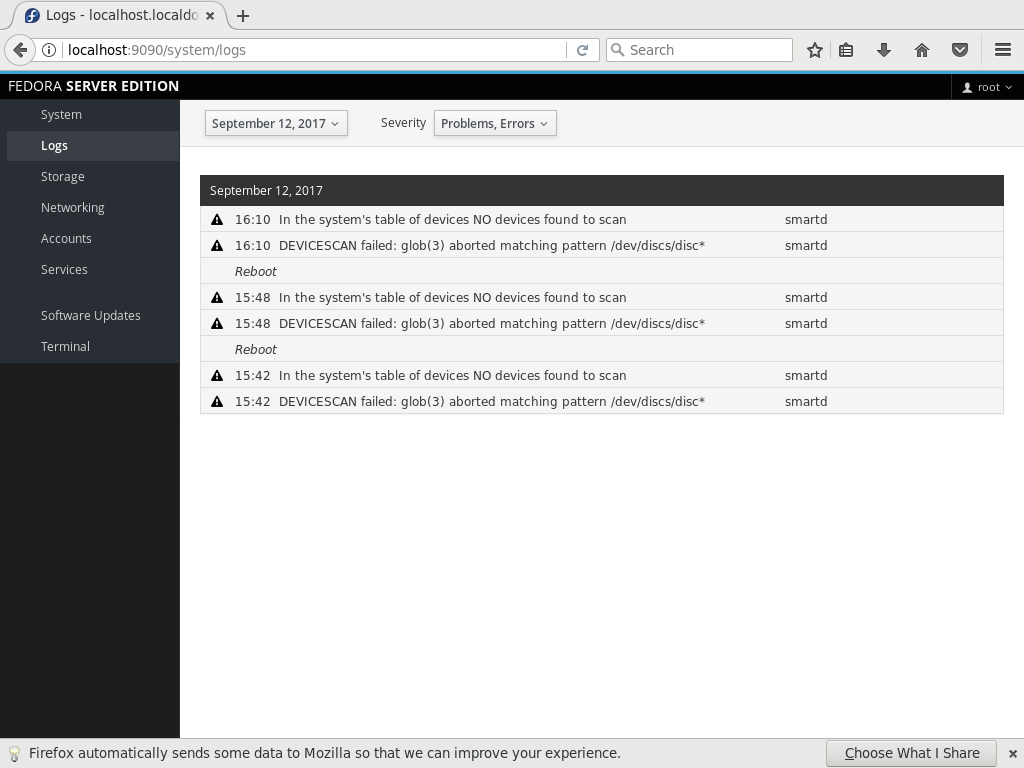 Logs - localhost.localdo
localhost:9090/system/logs
Search
FEDORA SERVER EDITION
root
System
Logs
Storage
Networking
Accounts
Services
Software Updates
Terminal
September 12, 2017
Severity
Problems, Errors
September 12, 2017
16:10 In the system's table of devices NO devices found to scan smartd
16:10 DEVICESCAN failed: glob(3) aborted matching pattern /dev/discs/disc* smartd
Reboot
15:48 In the system's table of devices NO devices found to scan smartd
15:48 DEVICESCAN failed: glob(3) aborted matching pattern /dev/discs/disc* smartd
Reboot
15:42 In the system's table of devices NO devices found to scan smartd
15:42 DEVICESCAN failed: glob(3) aborted matching pattern /dev/discs/disc* smartd
Firefox automatically sends some data to Mozilla so that we can improve your experience.
Choose What I Share